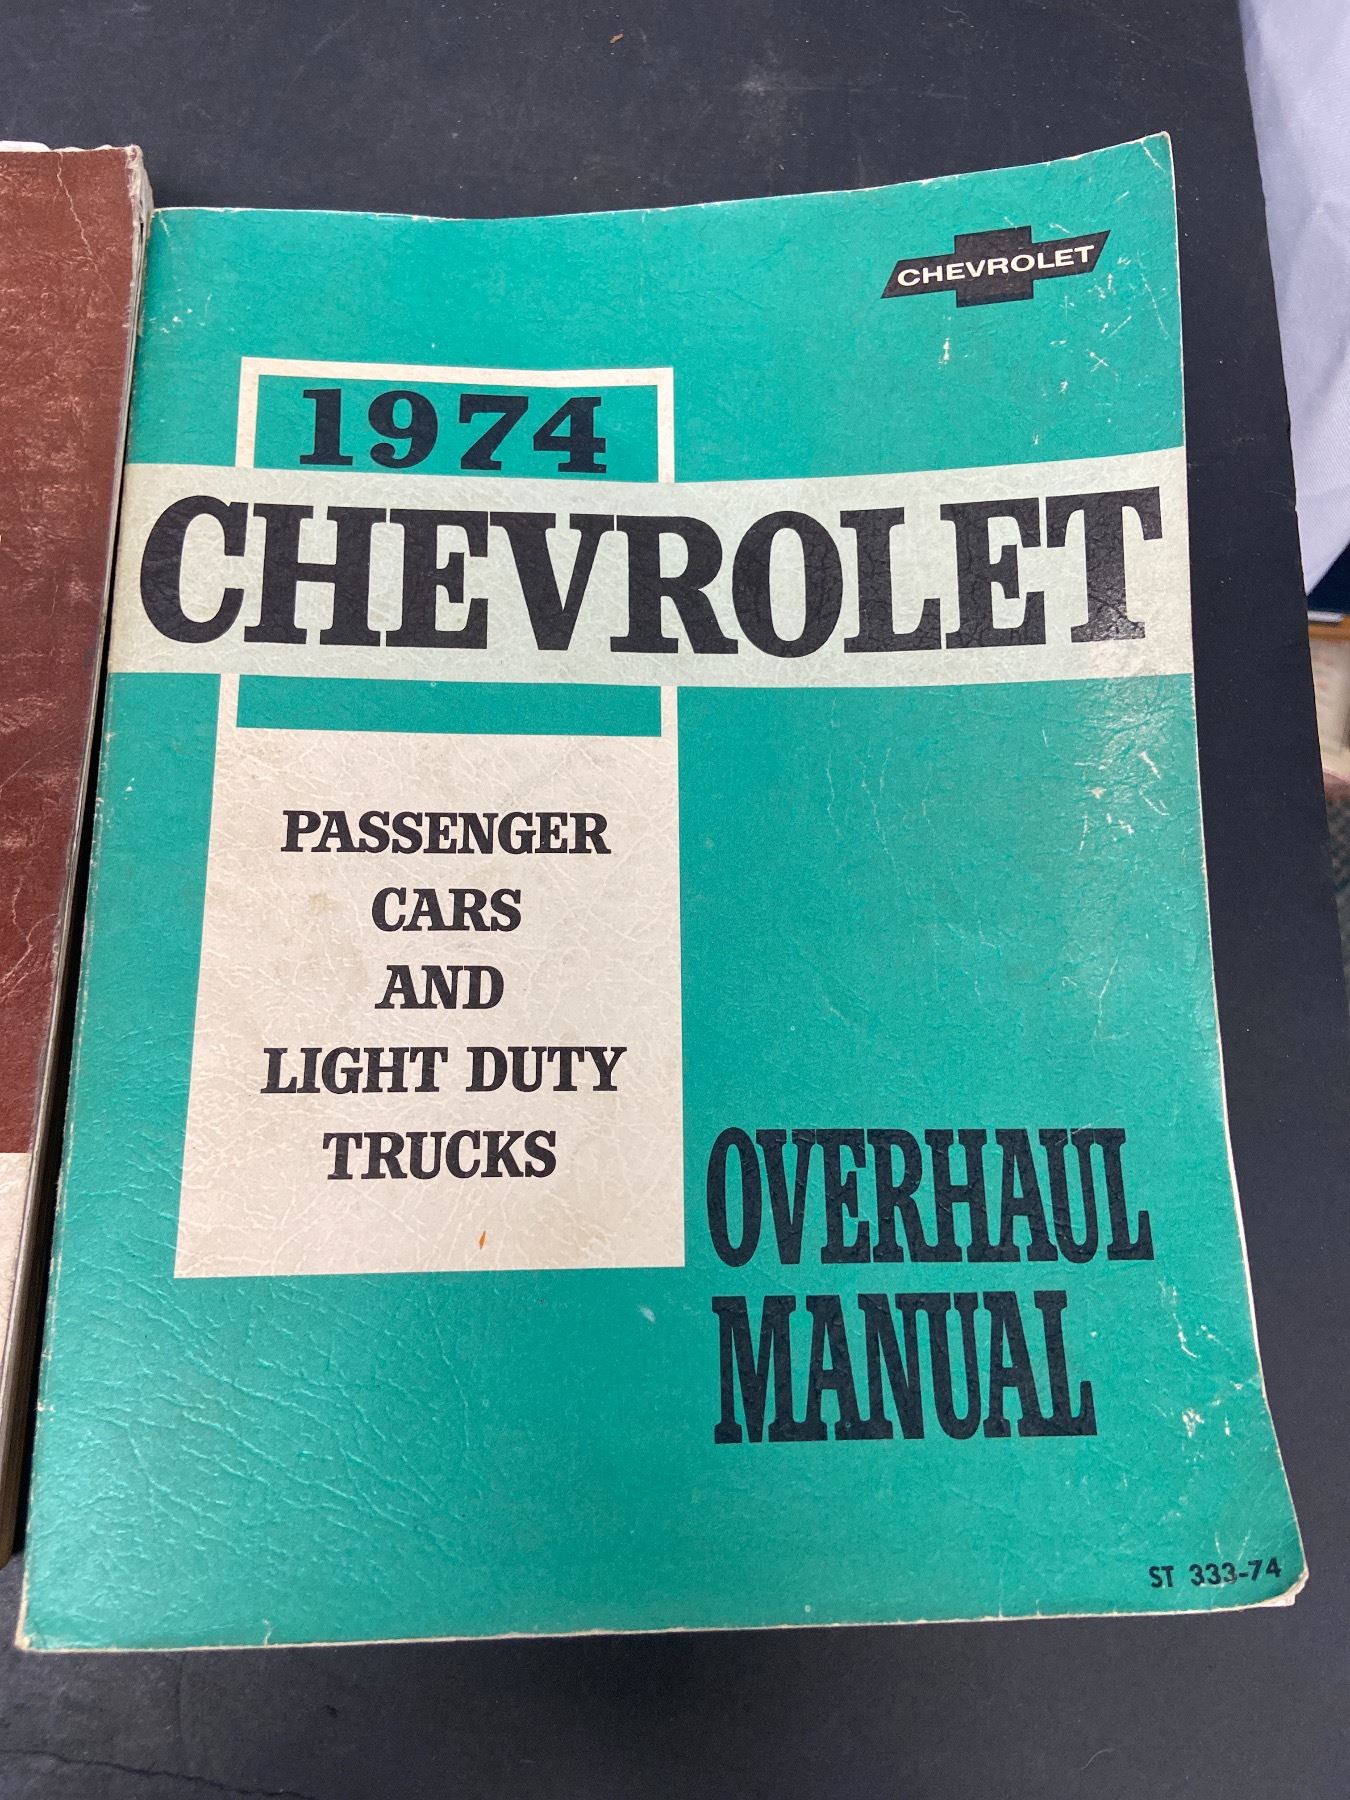 CHEVROLET
1974
CHEVROLET
PASSENGER
CARS
AND
LIGHT DUTY
TRUCKS
OVERHAUL
MANUAL
ST 333-74